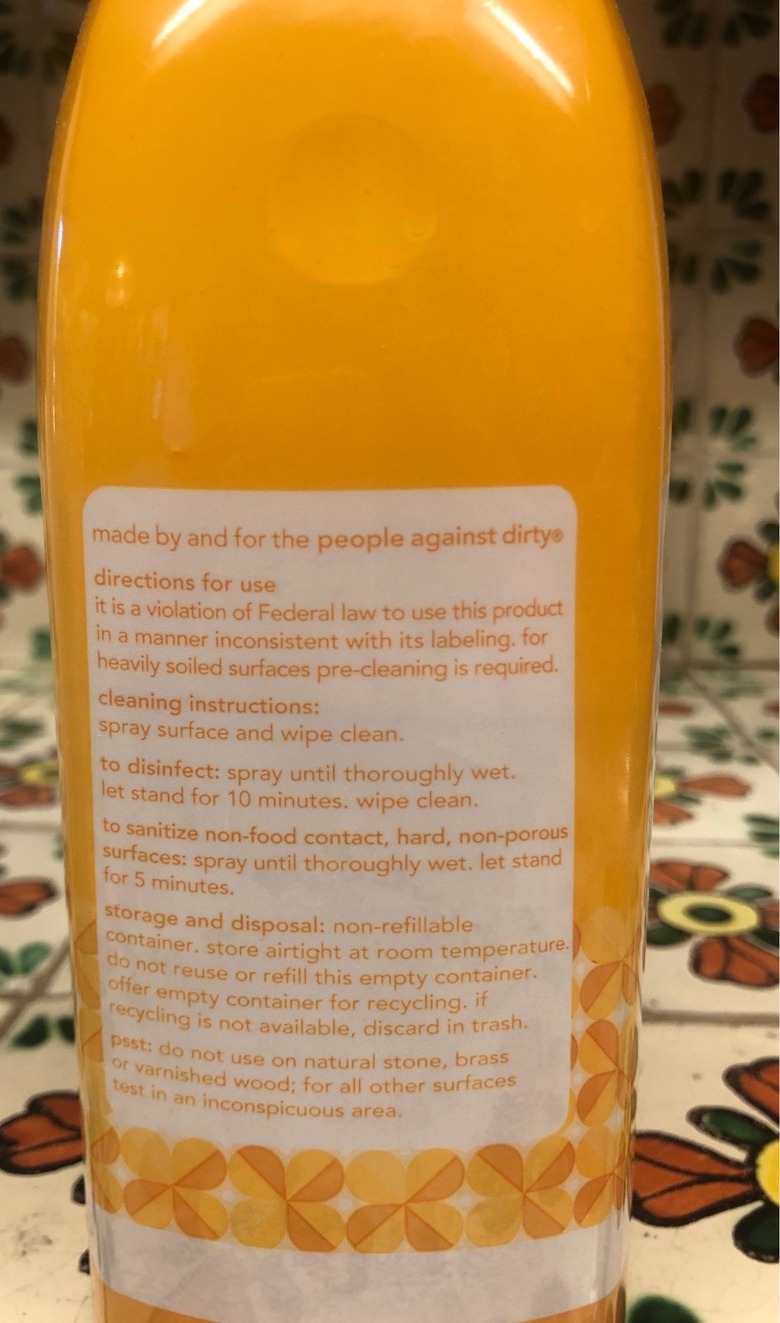 made by and for the people against dirty®
directions for use
it is a violation of Federal law to use this product
in a manner inconsistent with its labeling. for
heavily soiled surfaces pre-cleaning is required.
cleaning instructions:
spray surface and wipe clean.
to disinfect: spray until thoroughly wet.
let stand for 10 minutes. wipe clean.
to sanitize non-food contact, hard, non-porous
surfaces: spray until thoroughly wet. let stand
for 5 minutes.
storage and disposal: non-refillable
container. store airtight at room temperature.
do not reuse or refill this empty container.
offer empty container for recycling. if
recycling is not available, discard in trash.
psst: do not use on natural stone, brass
or varnished wood; for all other surfaces
test in an inconspicuous area.